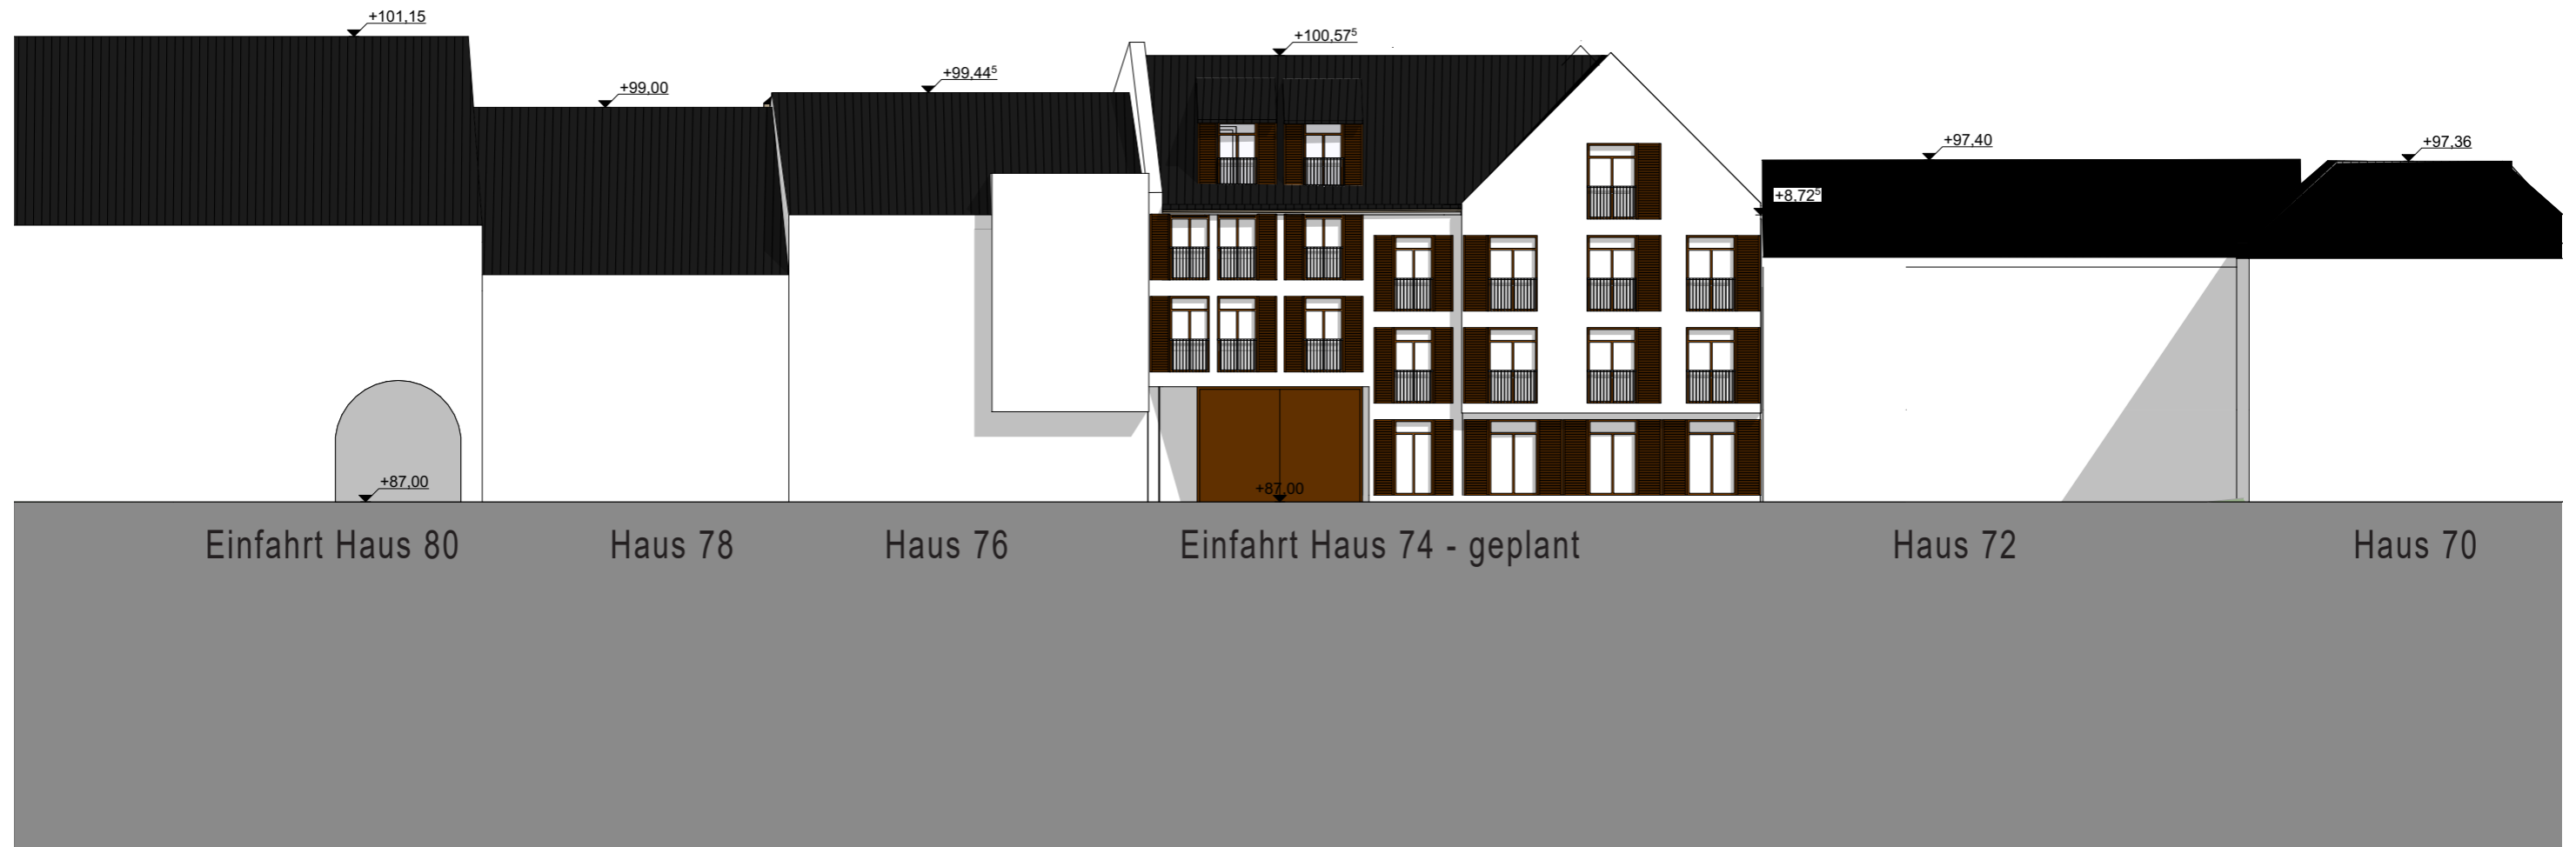 +101,15
+99,00
+99,44⁵
+100,57⁵
+97,40
+97,36
+8,72⁵
+87,00
+87,00
Einfahrt Haus 80
Haus 78
Haus 76
Einfahrt Haus 74 - geplant
Haus 72
Haus 70